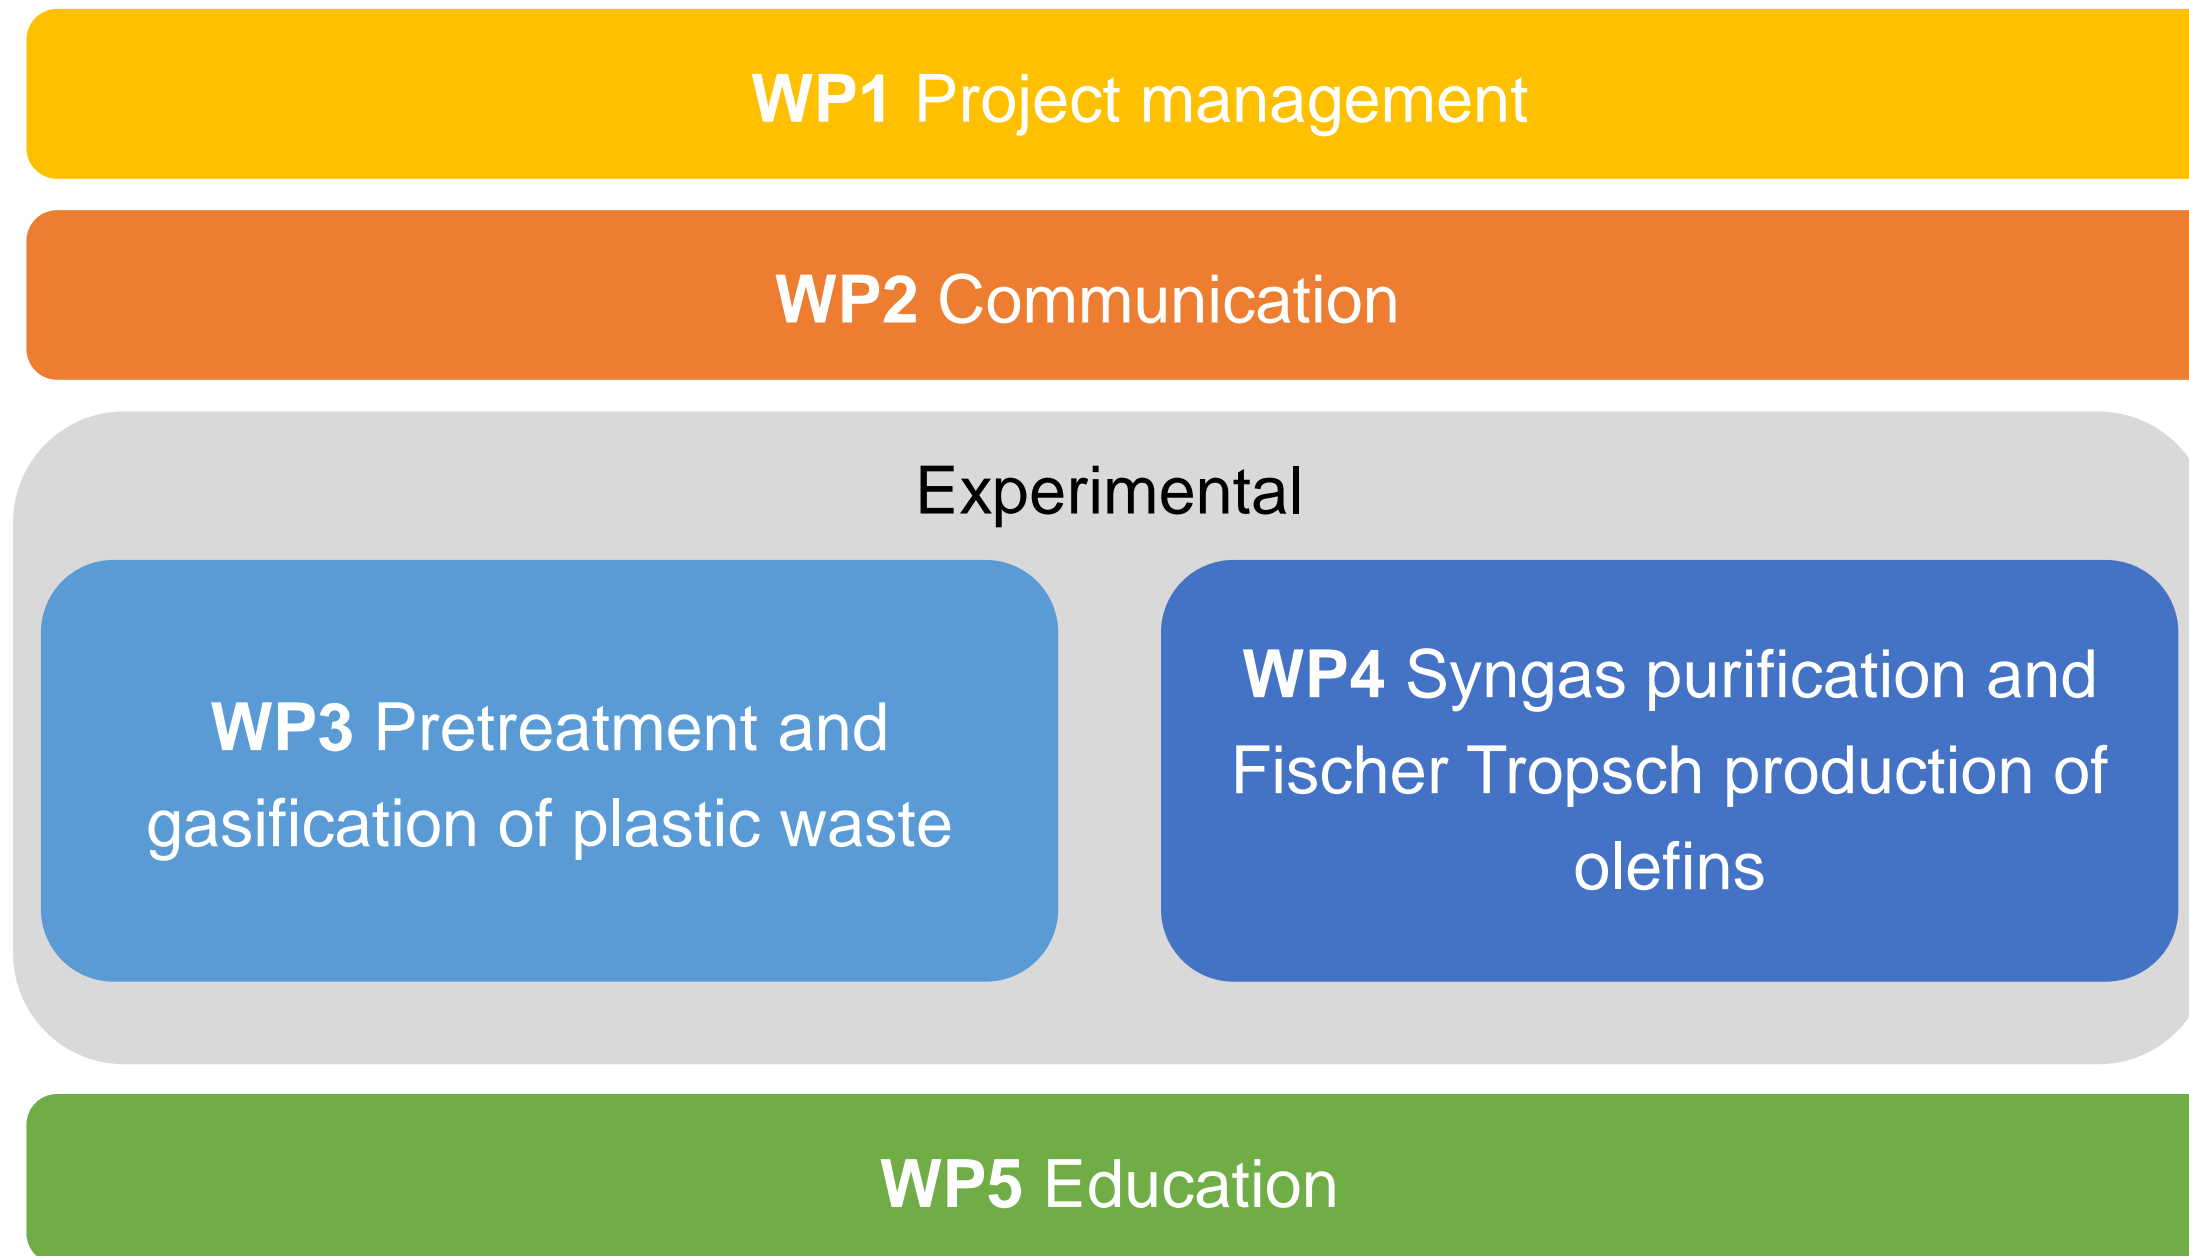 WP1 Project management
WP2 Communication
Experimental
WP3 Pretreatment and
gasification of plastic waste
WP4 Syngas purification and
Fischer Tropsch production of
olefins
WP5 Education